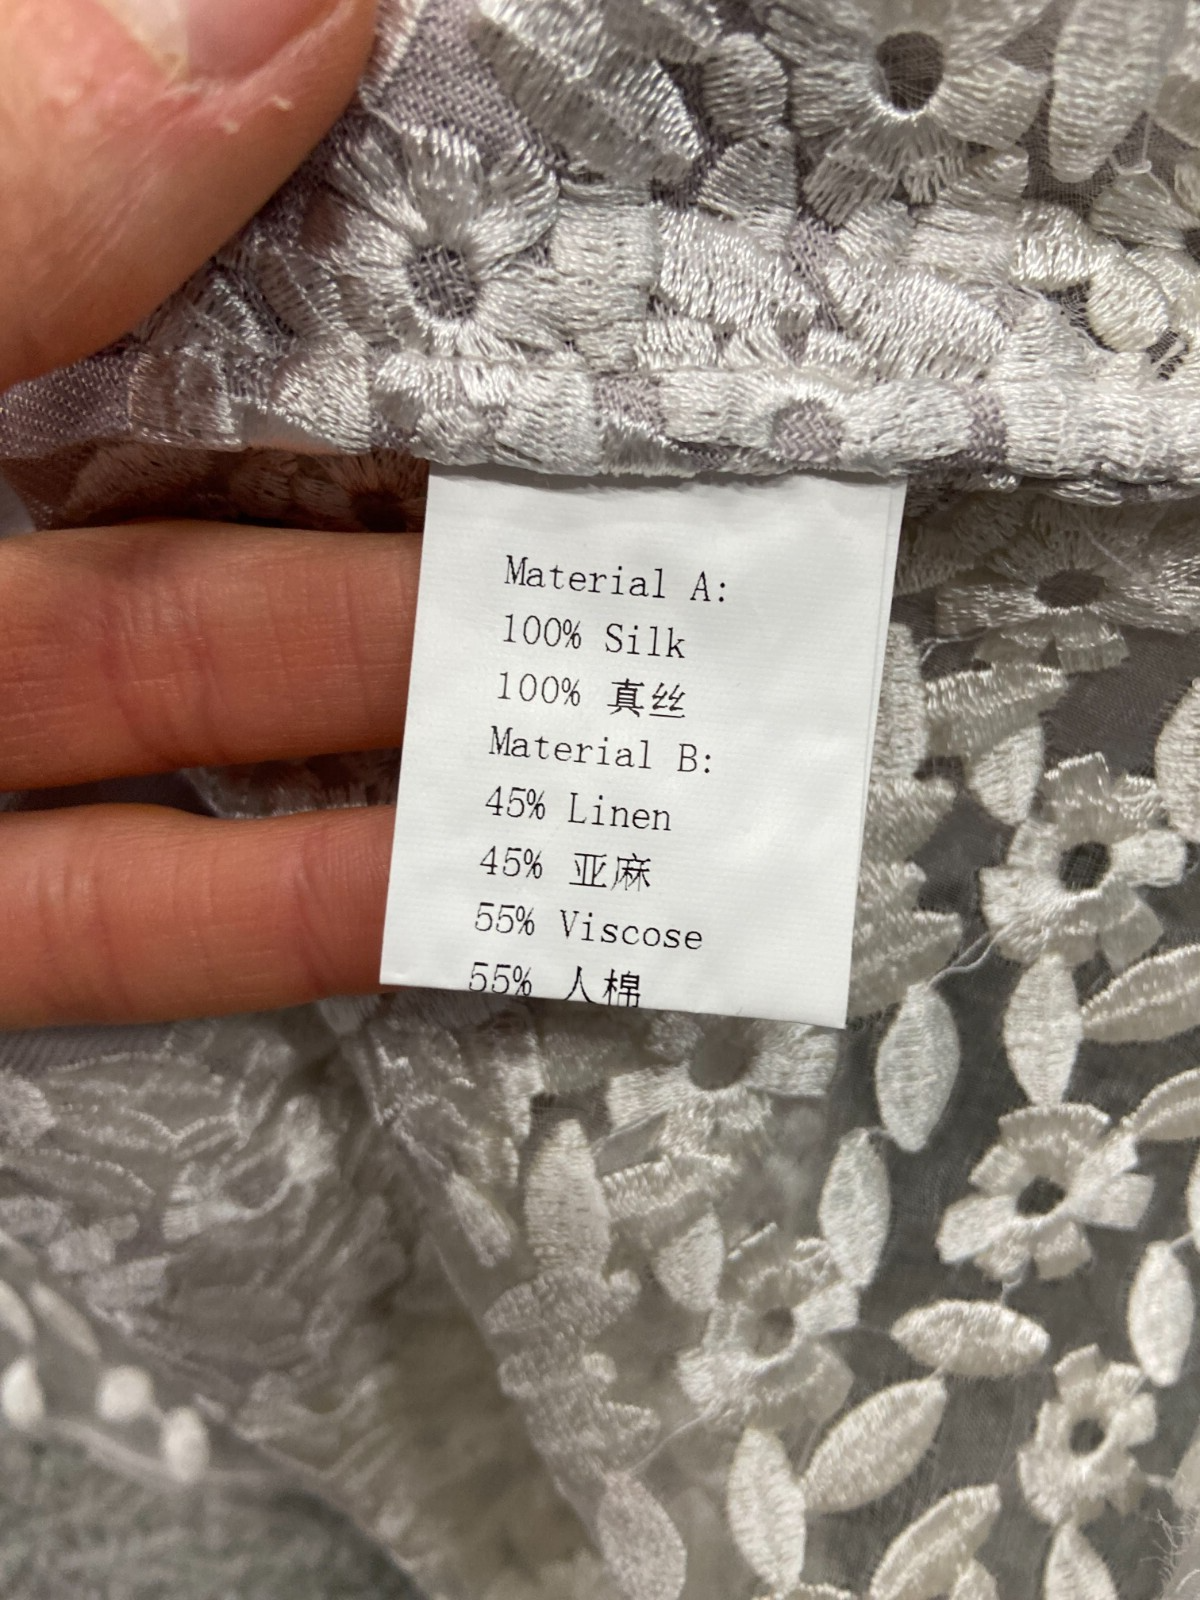 Material A:
100% Silk
100% 真丝
Material B:
45% Linen
45% 亚麻
55% Viscose
55% 人棉